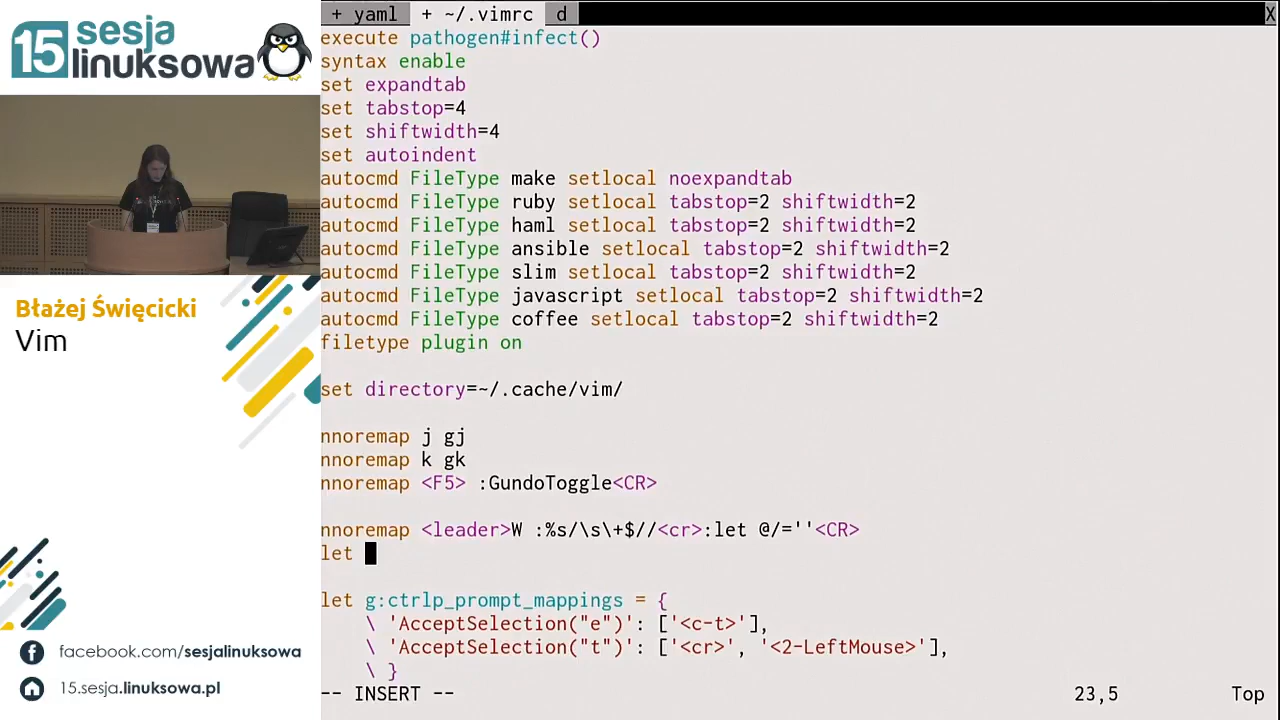 15 sesja
linuksowa
Błażej Święcicki
Vim
facebook.com/sesjalinuksowa
15.sesja.linuksowa.pl
+ yaml + ~/.vimrc d X
execute pathogen#infect()
syntax enable
set expandtab
set tabstop=4
set shiftwidth=4
set autoindent
autocmd FileType make setlocal noexpandtab
autocmd FileType ruby setlocal tabstop=2 shiftwidth=2
autocmd FileType haml setlocal tabstop=2 shiftwidth=2
autocmd FileType ansible setlocal tabstop=2 shiftwidth=2
autocmd FileType slim setlocal tabstop=2 shiftwidth=2
autocmd FileType javascript setlocal tabstop=2 shiftwidth=2
autocmd FileType coffee setlocal tabstop=2 shiftwidth=2
filetype plugin on
set directory=~/.cache/vim/
nnoremap j gj
nnoremap k gk
nnoremap <F5> :GundoToggle<CR>
nnoremap <leader>W :%s/\s\+$//<cr>:let @/=''<CR>
let
let g:ctrlp_prompt_mappings = {
\ 'AcceptSelection("e")': ['<c-t>'],
\ 'AcceptSelection("t")': ['<cr>', '<2-LeftMouse>'],
\ }
-- INSERT -- 23,5 Top